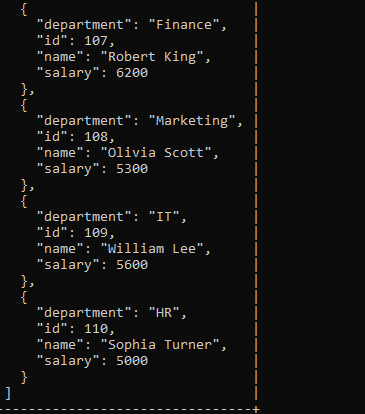 {                            |
    "department": "Finance",   |
    "id": 107,                 |
    "name": "Robert King",     |
    "salary": 6200             |
  },                           |
  {                            |
    "department": "Marketing", |
    "id": 108,                 |
    "name": "Olivia Scott",    |
    "salary": 5300             |
  },                           |
  {                            |
    "department": "IT",        |
    "id": 109,                 |
    "name": "William Lee",     |
    "salary": 5600             |
  },                           |
  {                            |
    "department": "HR",        |
    "id": 110,                 |
    "name": "Sophia Turner",   |
    "salary": 5000             |
  }                            |
]                              |
-------------------------------+